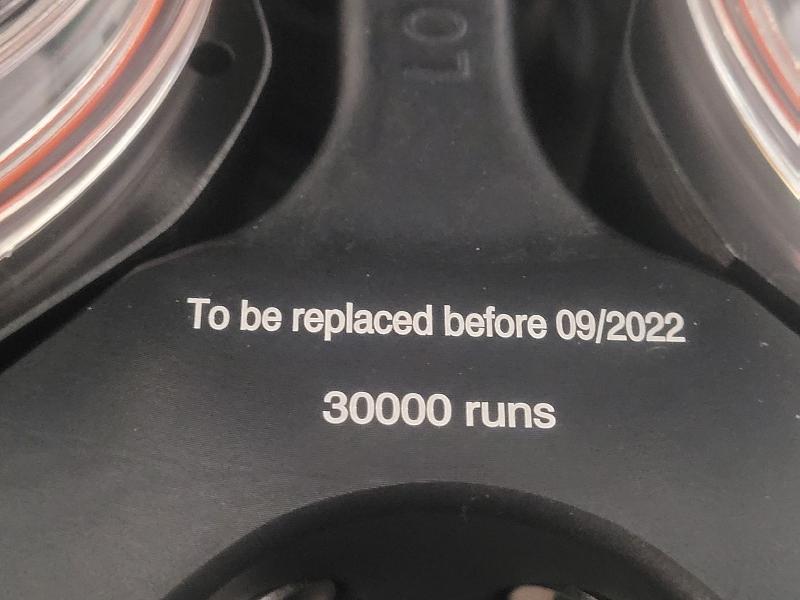 To be replaced before 09/2022
30000 runs